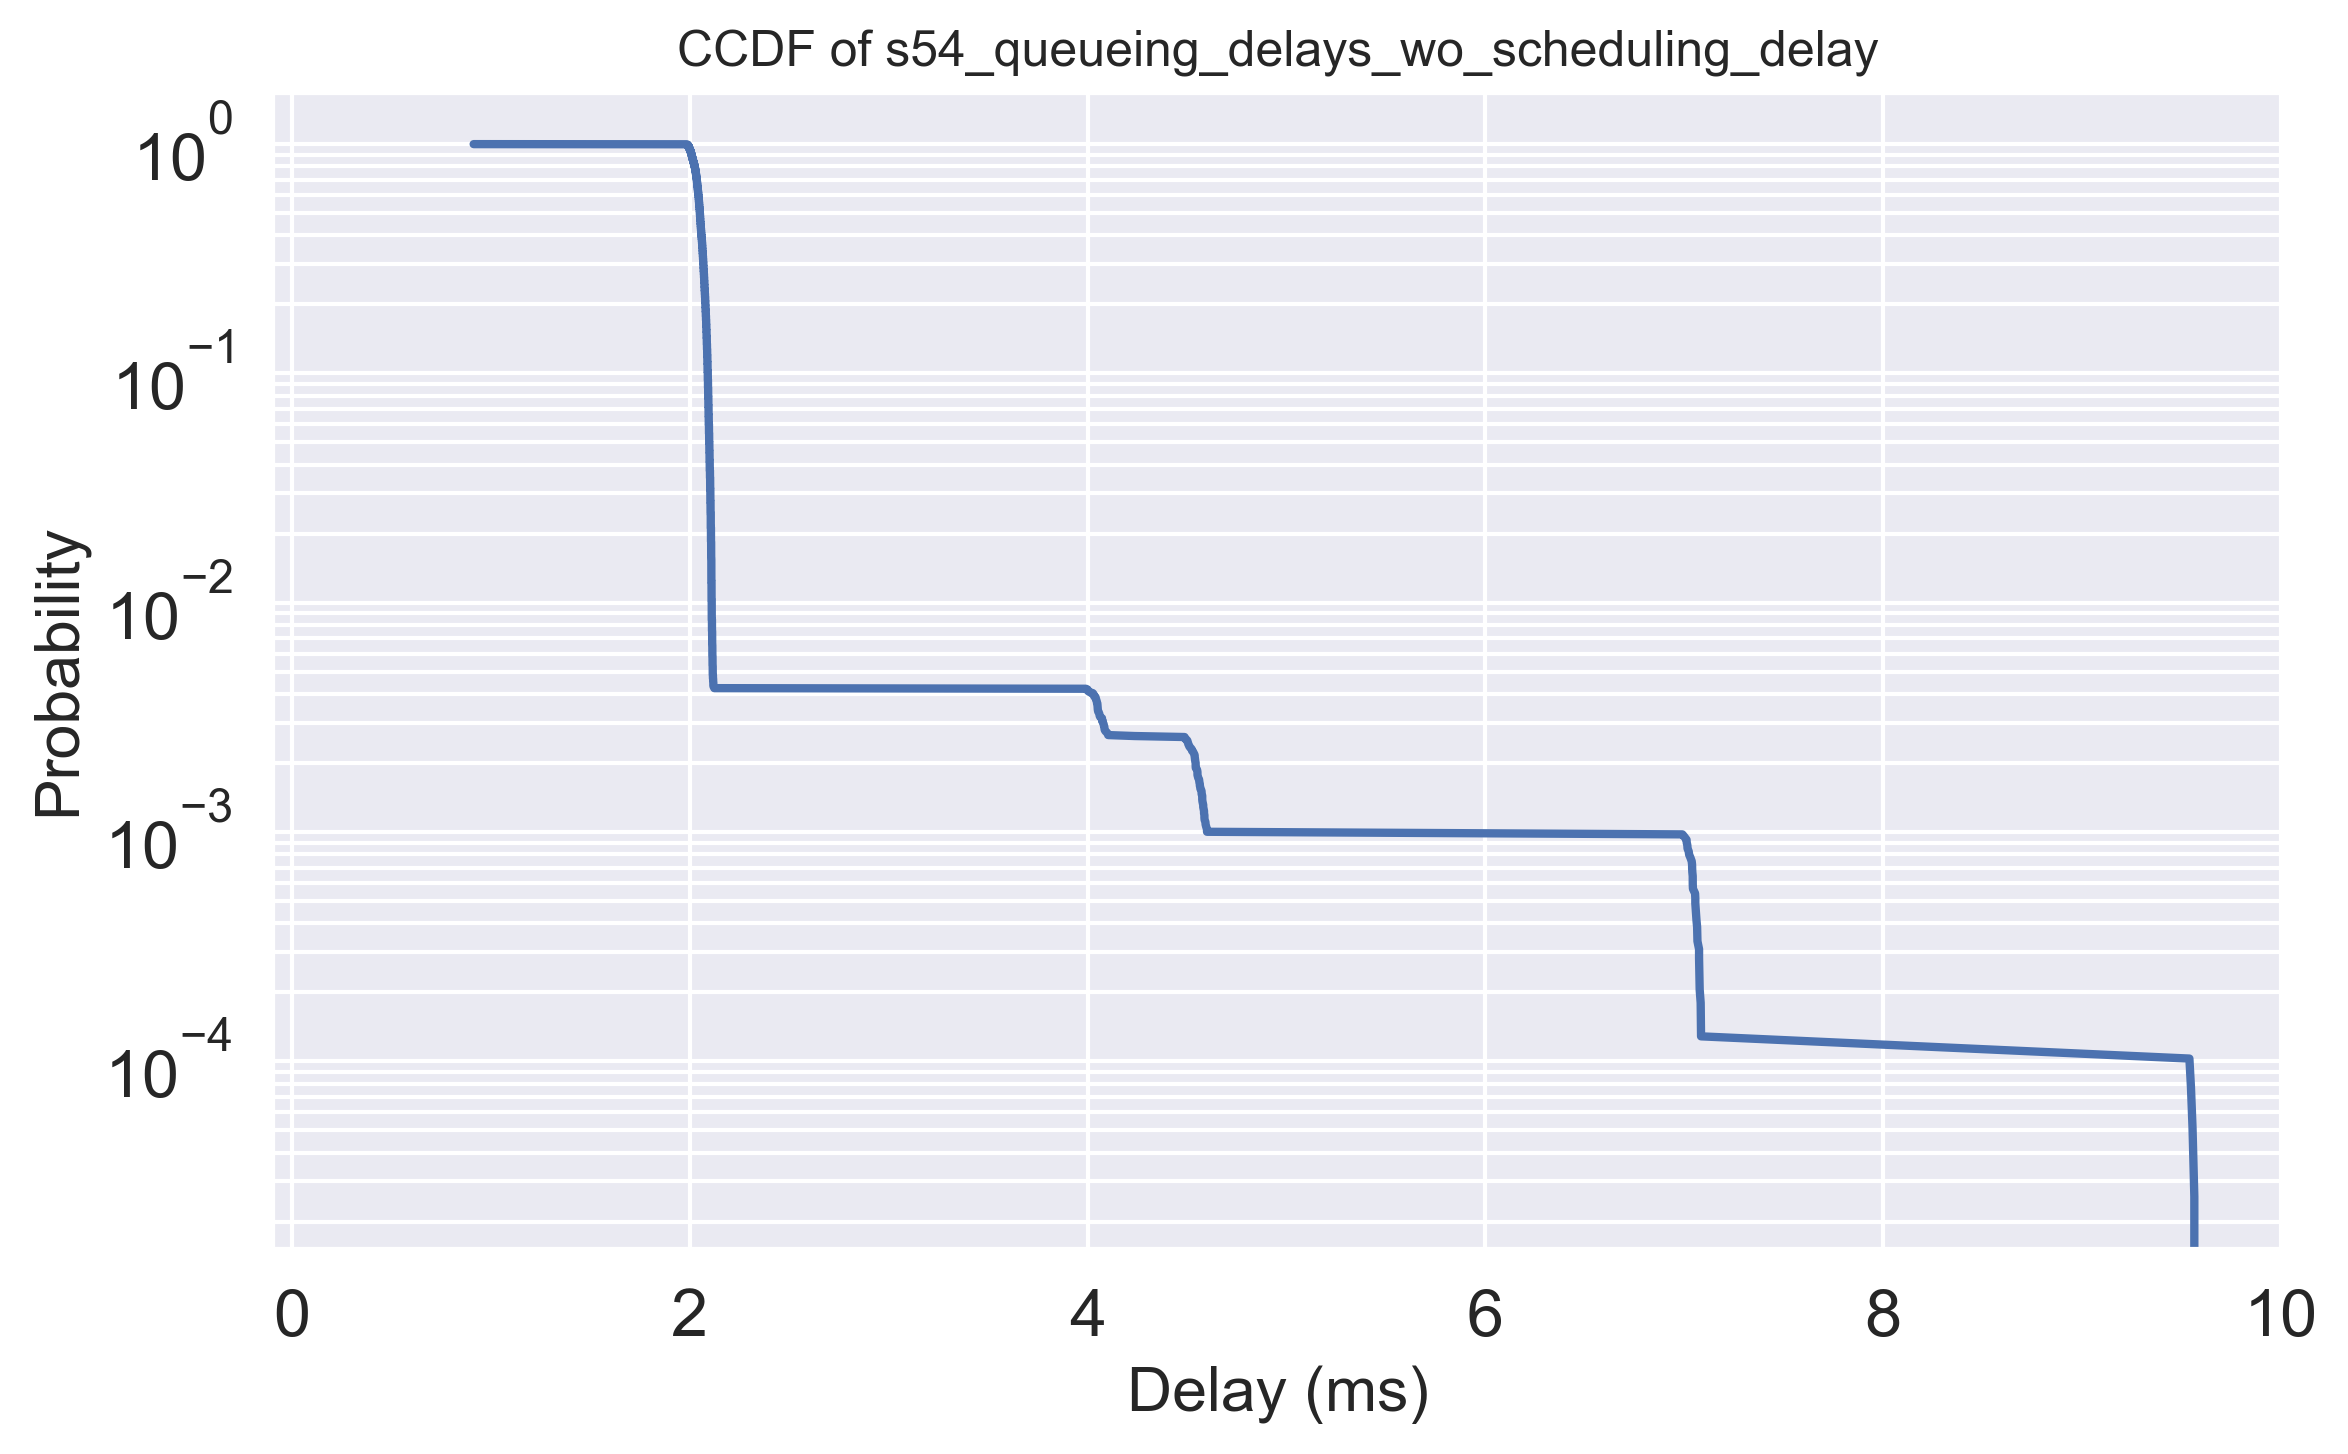 CCDF of s54_queueing_delays_wo_scheduling_delay
Probability
10^0
10^−1
10^−2
10^−3
10^−4
0 2 4 6 8 10
Delay (ms)